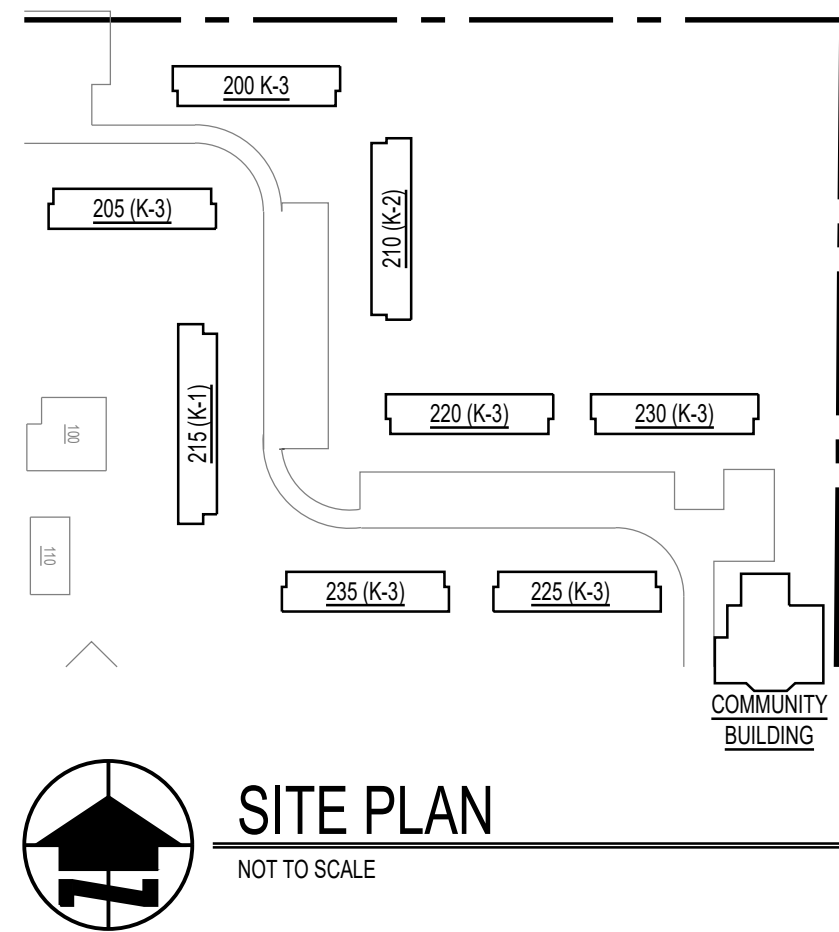 200 K-3
205 (K-3)
210 (K-2)
215 (K-1)
220 (K-3)
230 (K-3)
100
110
235 (K-3)
225 (K-3)
COMMUNITY
BUILDING
N
SITE PLAN
NOT TO SCALE